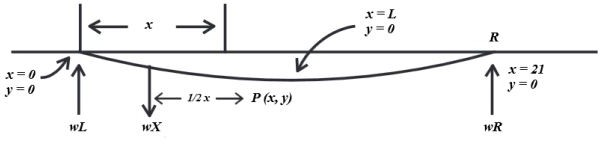 x
x = L
y = 0
R
x = 0
y = 0
x = 21
y = 0
1/2 x
P (x, y)
wL
wX
wR